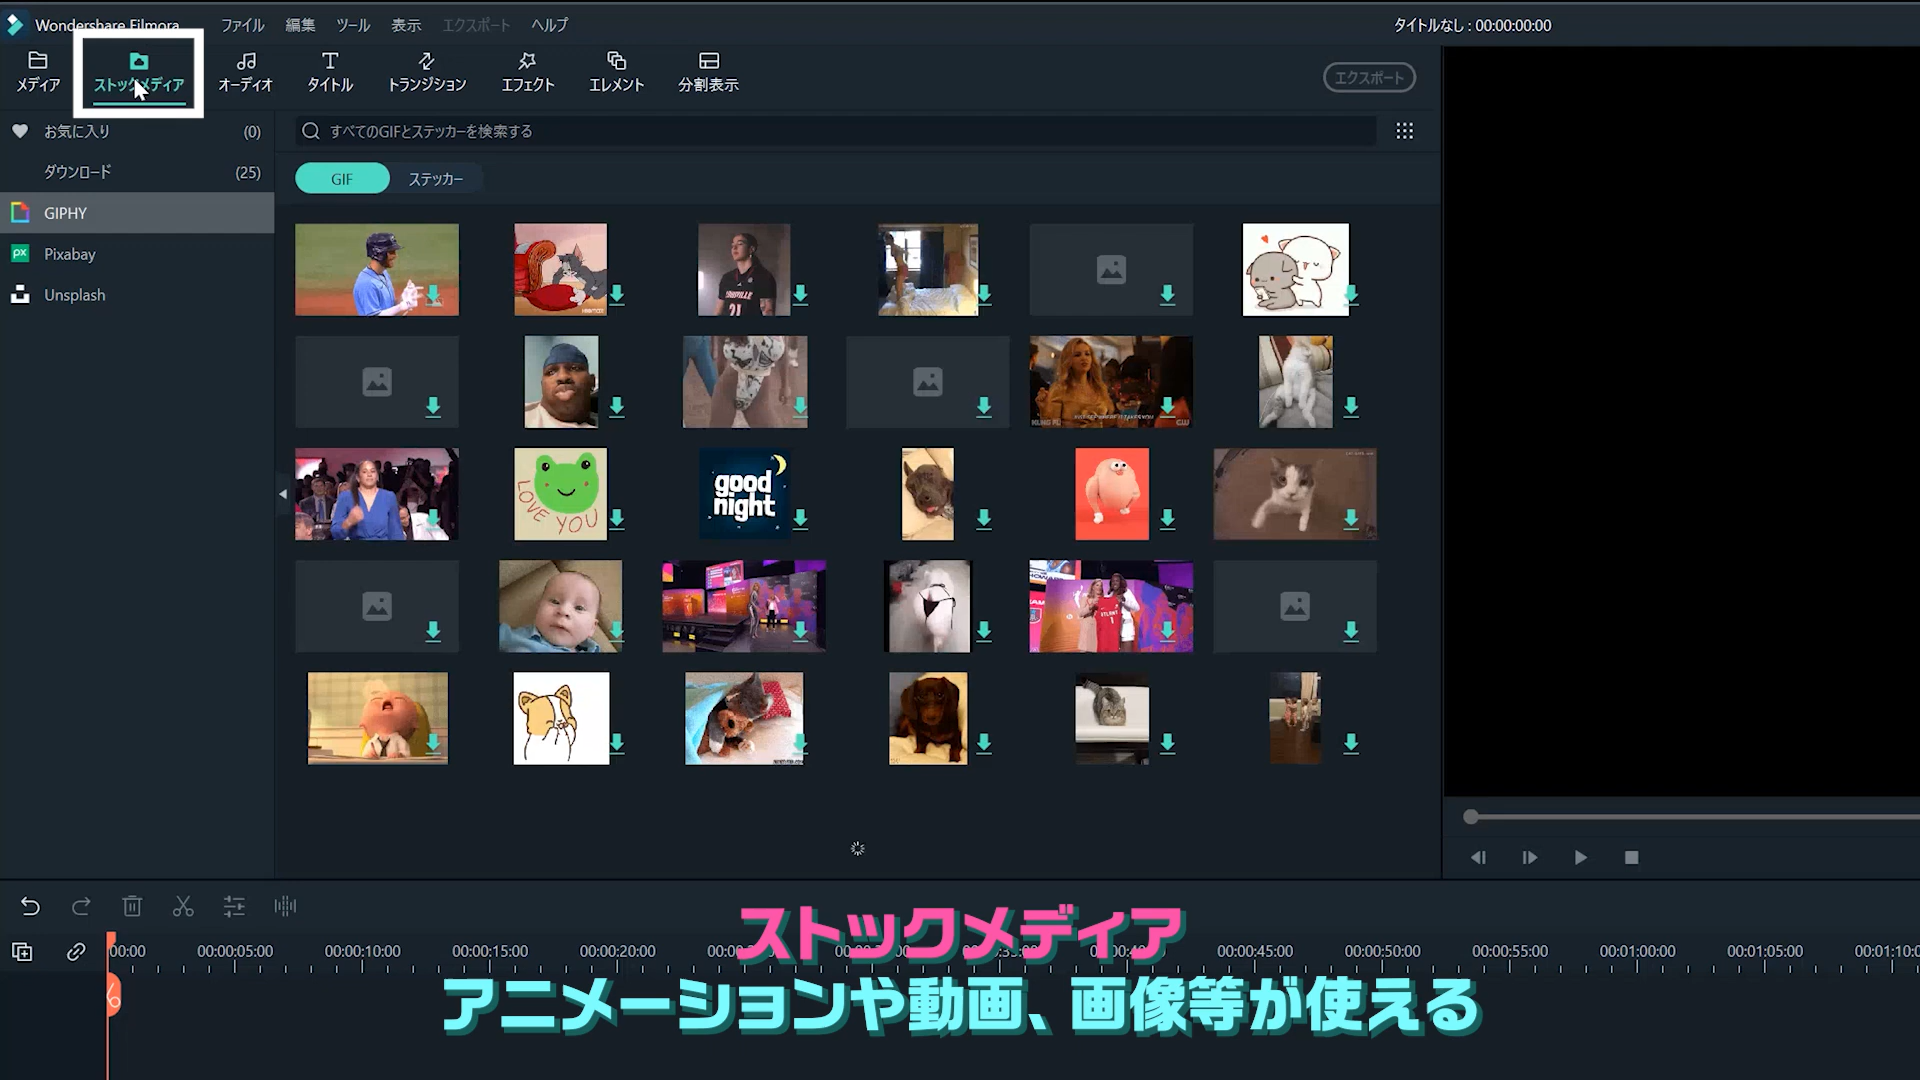 Wondershare Filmora
ファイル 編集 ツール 表示 エクスポート ヘルプ
タイトルなし : 00:00:00:00
メディア ストックメディア オーディオ タイトル トランジション エフェクト エレメント 分割表示
エクスポート
お気に入り (0)
すべてのGIFとステッカーを検索する
ダウンロード (25)
GIF ステッカー
GIPHY
px Pixabay
Unsplash
21
LOVE YOU
good
night
00:00 00:00:05:00 00:00:10:00 00:00:15:00 00:00:20:00 00:00:45:00 00:00:50:00 00:00:55:00 00:01:00:00 00:01:05:00
ストックメディア
アニメーションや動画、画像等が使える